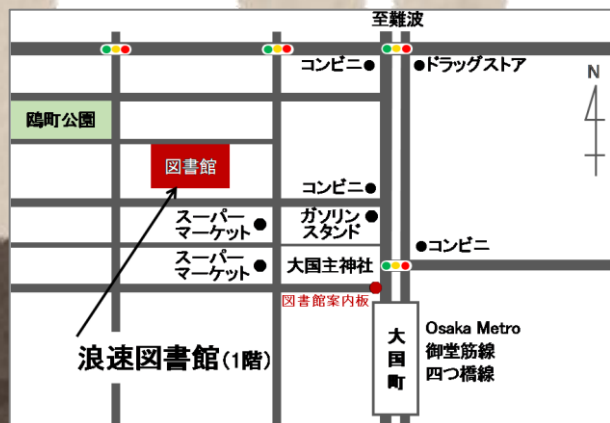 至難波
コンビニ
ドラッグストア
N
鴎町公園
図書館
コンビニ
スーパー
マーケット
ガソリン
スタンド
コンビニ
スーパー
マーケット
大国主神社
図書館案内板
浪速図書館(1階)
大国町
Osaka Metro
御堂筋線
四つ橋線